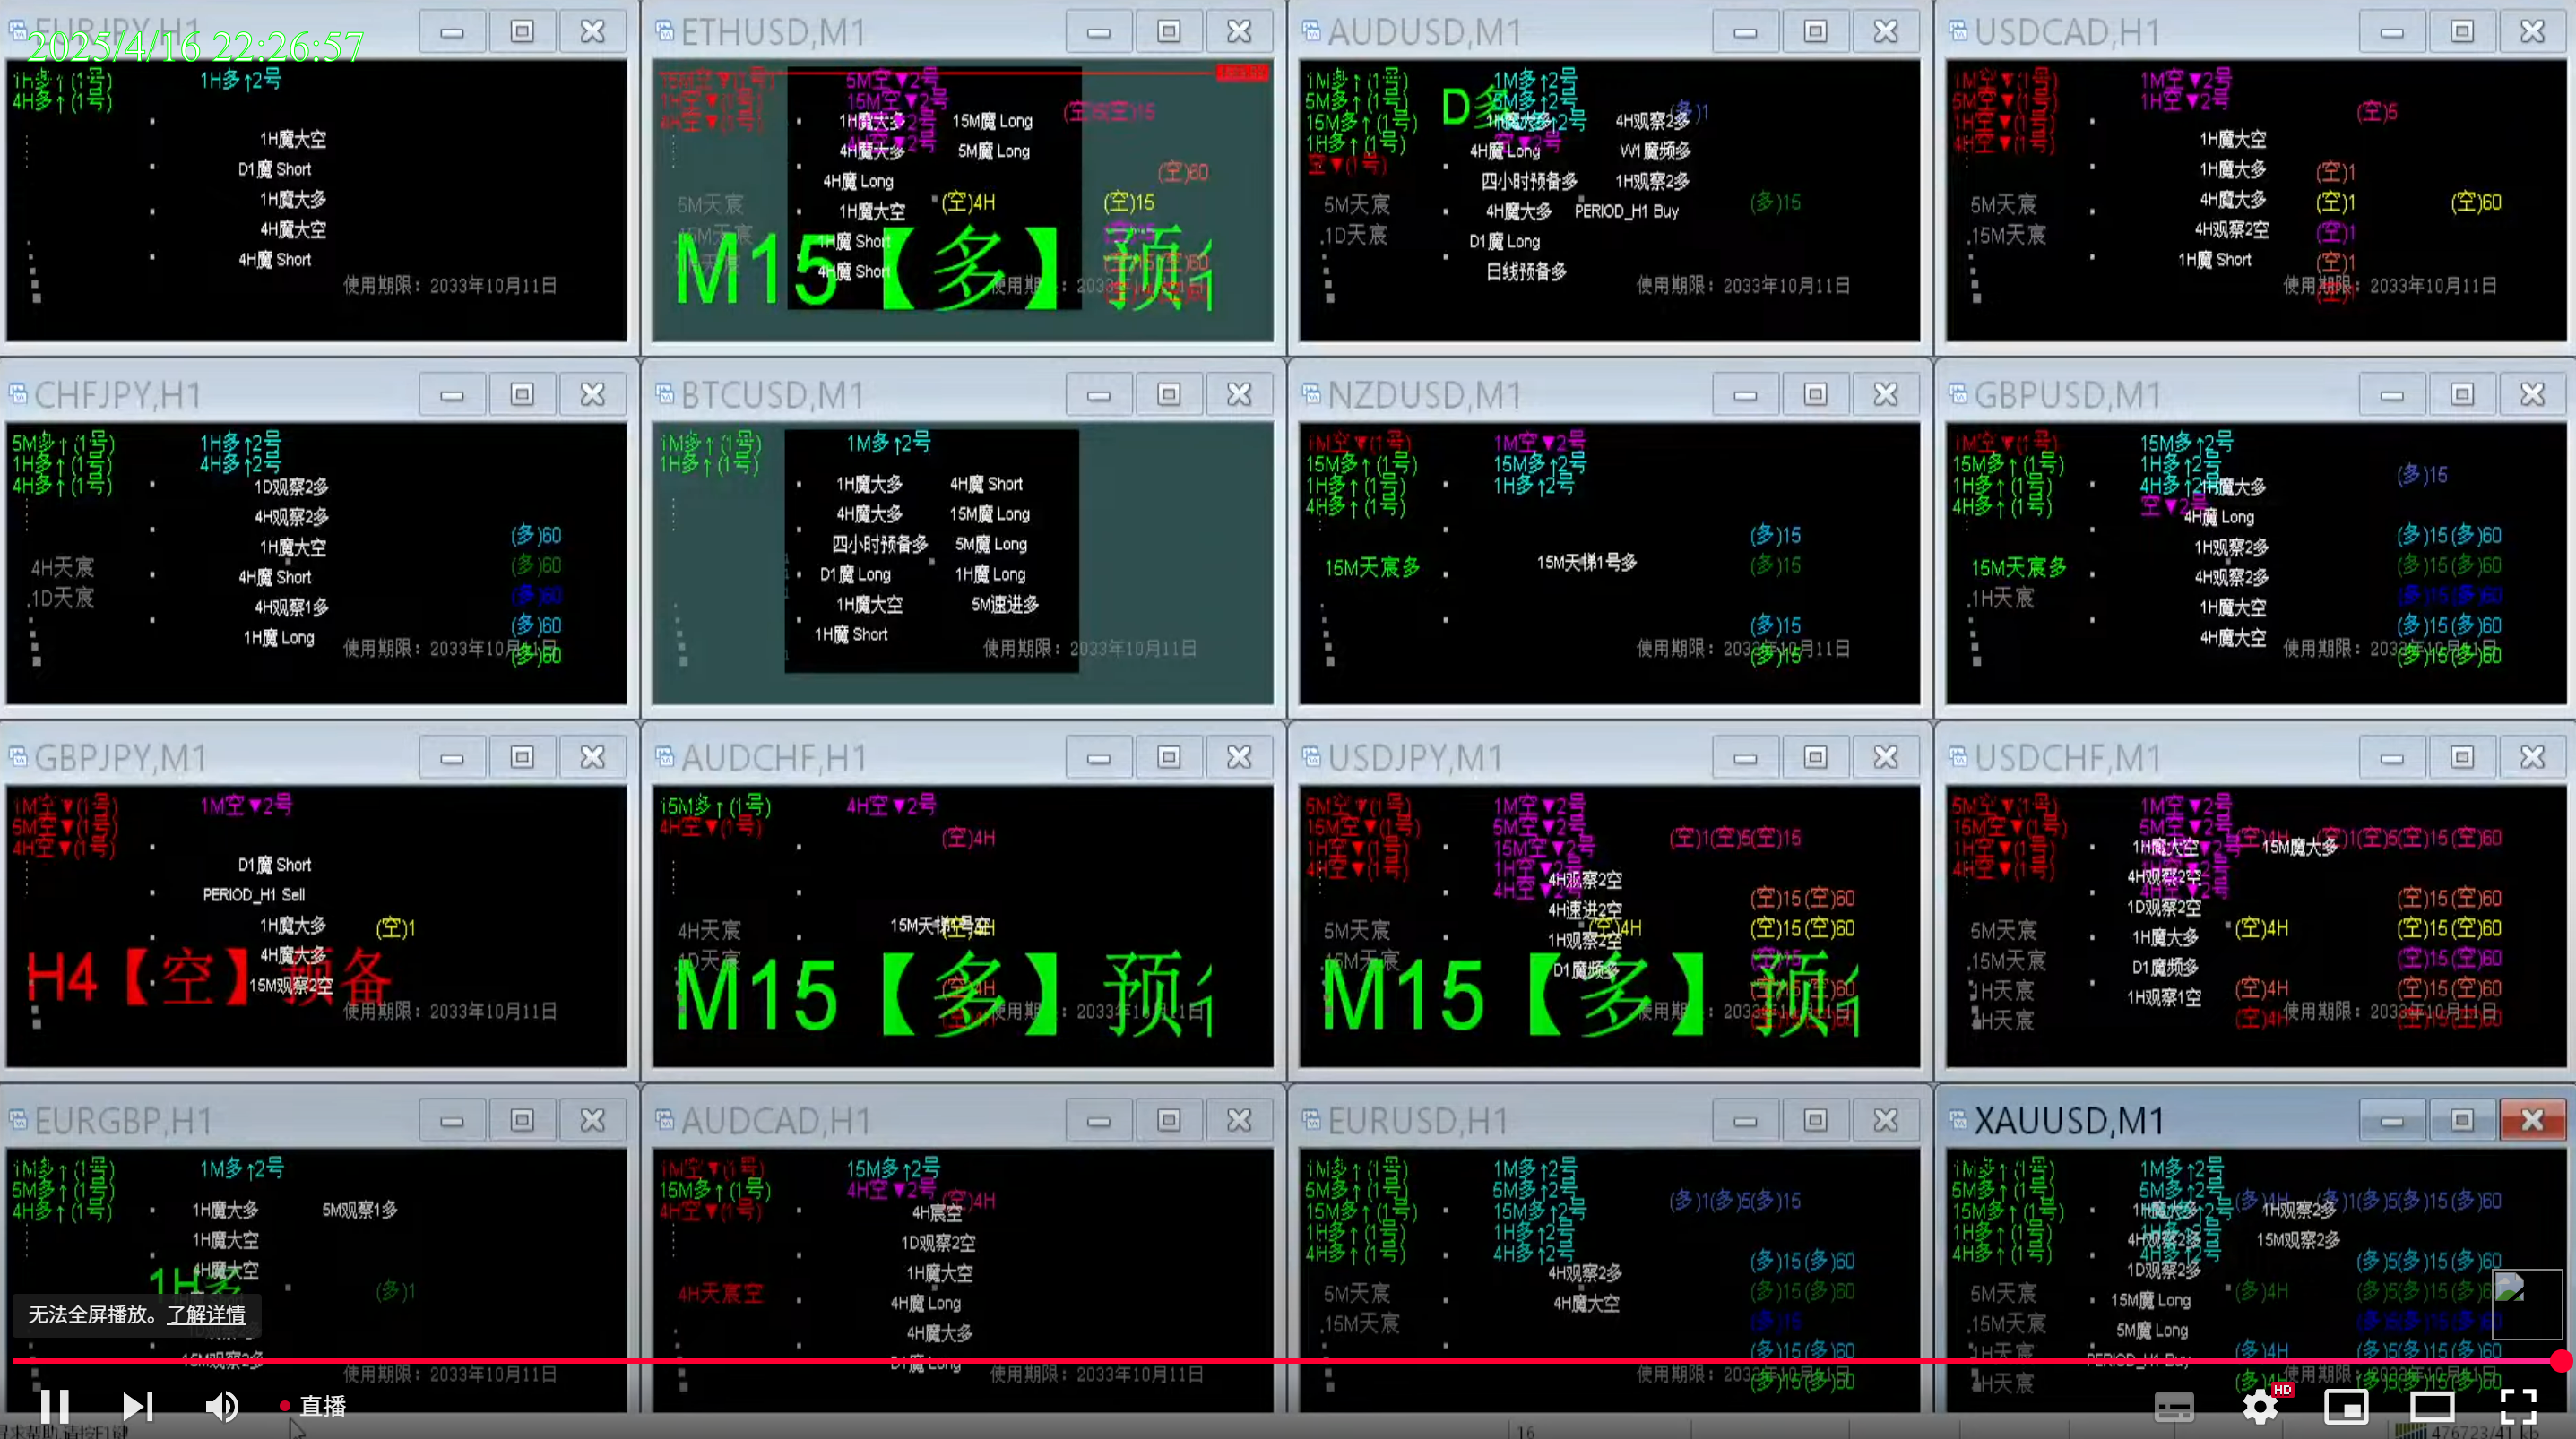 2025/4/16 22:26:57
EURJPY,H1
1H多↑(1号)
4H多↑(1号)
1H多↑2号
1H魔大空
D1魔 Short
1H魔大多
4H魔大空
4H魔 Short
使用期限：2033年10月11日
ETHUSD,M1
15M空▼(1号)
1H空▼(1号)
4H空▼(1号)
5M空▼2号
15M空▼2号
1H魔大多
15M魔 Long
4H魔大多
5M魔 Long
4H魔 Long
1H魔大空
1H魔 Short
4H魔 Short
(空)60
(空)4H
(空)15
5M天宸
15M天宸
M15【多】预
AUDUSD,M1
1M多↑(1号)
5M多↑(1号)
15M多↑(1号)
1H多↑(1号)
空▼(1号)
D多
1M多↑2号
5M多↑2号
1H魔大多
4H观察2多
(多)1
4H魔 Long
W1魔频多
四小时预备多
1H观察2多
4H魔大多
PERIOD_H1 Buy
D1魔 Long
日线预备多
(多)15
5M天宸
.1D天宸
使用期限：2033年10月11日
USDCAD,H1
1M空▼(1号)
5M空▼(1号)
1H空▼(1号)
4H空▼(1号)
1M空▼2号
1H空▼2号
(空)5
1H魔大空
1H魔大多
4H魔大多
4H观察2空
1H魔 Short
(空)1
(空)1
(空)60
(空)1
(空)1
(空)1
5M天宸
.15M天宸
使用期限：2033年10月11日
CHFJPY,H1
5M多↑(1号)
1H多↑(1号)
4H多↑(1号)
1H多↑2号
4H多↑2号
1D观察2多
4H观察2多
1H魔大空
4H魔 Short
4H观察1多
1H魔 Long
(多)60
(多)60
(多)60
(多)60
(多)60
4H天宸
.1D天宸
使用期限：2033年10月11日
BTCUSD,M1
1M多↑(1号)
1H多↑(1号)
1M多↑2号
1H魔大多
4H魔 Short
4H魔大多
15M魔 Long
四小时预备多
5M魔 Long
D1魔 Long
1H魔 Long
1H魔大空
5M速进多
1H魔 Short
使用期限：2033年10月11日
NZDUSD,M1
1M空▼(1号)
15M多↑(1号)
1H多↑(1号)
4H多↑(1号)
1M空▼2号
15M多↑2号
1H多↑2号
15M天宸多
15M天梯1号多
(多)15
(多)15
(多)15
(多)15
使用期限：2033年10月11日
GBPUSD,M1
1M空▼(1号)
15M多↑(1号)
1H多↑(1号)
4H多↑(1号)
15M多↑2号
1H多↑2号
4H多↑2号
空▼2号
1H魔大多
4H魔 Long
1H观察2多
4H观察2多
1H魔大空
4H魔大空
(多)15
(多)15(多)60
(多)15(多)60
(多)15(多)60
(多)15(多)60
(多)15(多)60
15M天宸多
.1H天宸
使用期限：2033年10月11日
GBPJPY,M1
1M空▼(1号)
5M空▼(1号)
4H空▼(1号)
1M空▼2号
D1魔 Short
PERIOD_H1 Sell
1H魔大多
4H魔大多
15M观察2空
(空)1
H4【空】预备
使用期限：2033年10月11日
AUDCHF,H1
15M多↑(1号)
4H空▼(1号)
4H空▼2号
(空)4H
4H天宸
.1D天宸
M15【多】预
USDJPY,M1
5M空▼(1号)
15M空▼(1号)
1H空▼(1号)
4H空▼(1号)
1M空▼2号
5M空▼2号
15M空▼2号
1H空▼2号
4H空▼2号
(空)1(空)5(空)15
4H观察2空
4H速进2空
1H观察2空
D1魔频多
(空)4H
(空)15(空)60
(空)15(空)60
5M天宸
.15M天宸
M15【多】预
USDCHF,M1
5M空▼(1号)
15M空▼(1号)
1H空▼(1号)
4H空▼(1号)
1M空▼2号
5M空▼2号
(空)4H
(空)1(空)5(空)15(空)60
1H魔大空
15M魔大多
4H观察2空
1D观察2空
1H魔大多
D1魔频多
1H观察1空
(空)4H
(空)4H
(空)4H
(空)15(空)60
(空)15(空)60
(空)15(空)60
(空)15(空)60
5M天宸
.15M天宸
1H天宸
4H天宸
使用期限：2033年10月11日
EURGBP,H1
1M多↑(1号)
5M多↑(1号)
4H多↑(1号)
1M多↑2号
1H魔大多
5M观察1多
1H魔大空
4H魔大空
1H多
(多)1
15M观察2多
使用期限：2033年10月11日
AUDCAD,H1
1M空▼(1号)
15M多↑(1号)
4H空▼(1号)
15M多↑2号
4H空▼2号
(空)4H
4H宸空
1D观察2空
1H魔大空
4H魔 Long
4H魔大多
D1魔 Long
4H天宸空
使用期限：2033年10月11日
EURUSD,H1
1M多↑(1号)
5M多↑(1号)
15M多↑(1号)
1H多↑(1号)
4H多↑(1号)
1M多↑2号
5M多↑2号
15M多↑2号
1H多↑2号
4H多↑2号
(多)1(多)5(多)15
4H观察2多
4H魔大空
(多)15(多)60
(多)15(多)60
(多)15
(多)15(多)60
(多)15(多)60
5M天宸
.15M天宸
使用期限：2033年10月11日
XAUUSD,M1
1M多↑(1号)
5M多↑(1号)
15M多↑(1号)
1H多↑(1号)
4H多↑(1号)
1M多↑2号
5M多↑2号
(多)4H
(多)1(多)5(多)15(多)60
1H魔大多
1H观察2多
4H观察2多
15M观察2多
1D观察2多
15M魔 Long
5M魔 Long
PERIOD_H1 Buy
(多)5(多)15(多)60
(多)4H
(多)4H
(多)5(多)15(多)60
5M天宸
.15M天宸
1H天宸
4H天宸
使用期限：2033年10月11日
无法全屏播放。了解详情
直播
HD
16
476723/41 kb